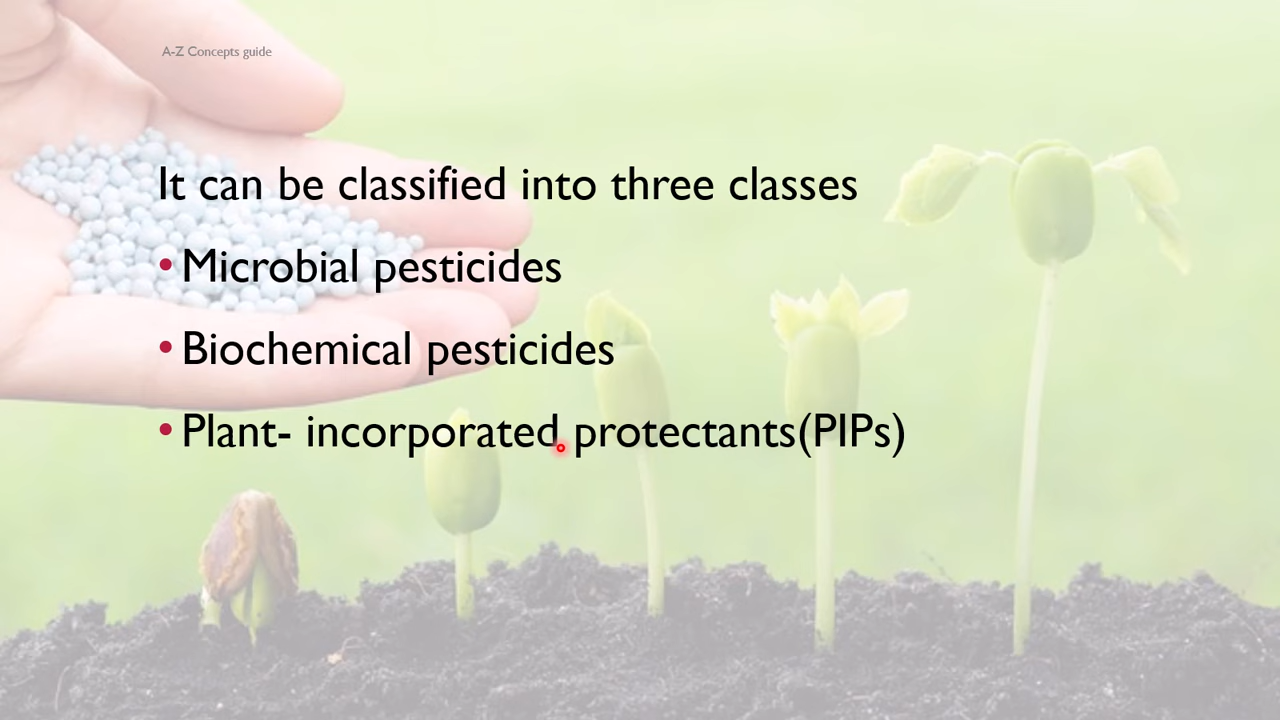 A-Z Concepts guide
It can be classified into three classes
• Microbial pesticides
• Biochemical pesticides
• Plant- incorporated protectants(PIPs)